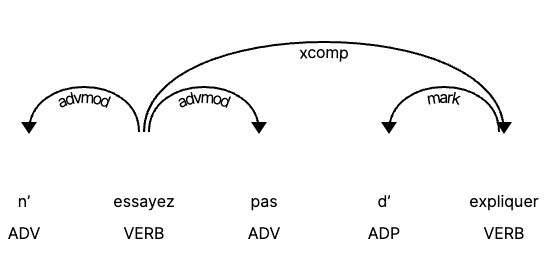 xcomp
advmod advmod mark
n’ essayez pas d’ expliquer
ADV VERB ADV ADP VERB